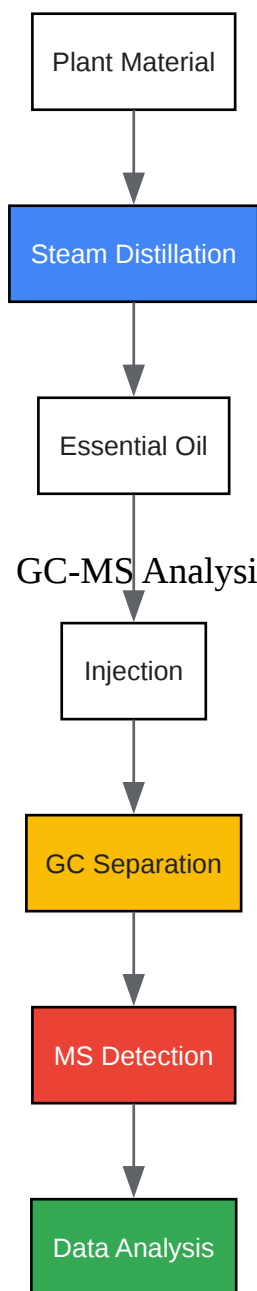 Plant Material
Steam Distillation
Essential Oil
GC-MS Analysi
Injection
GC Separation
MS Detection
Data Analysis